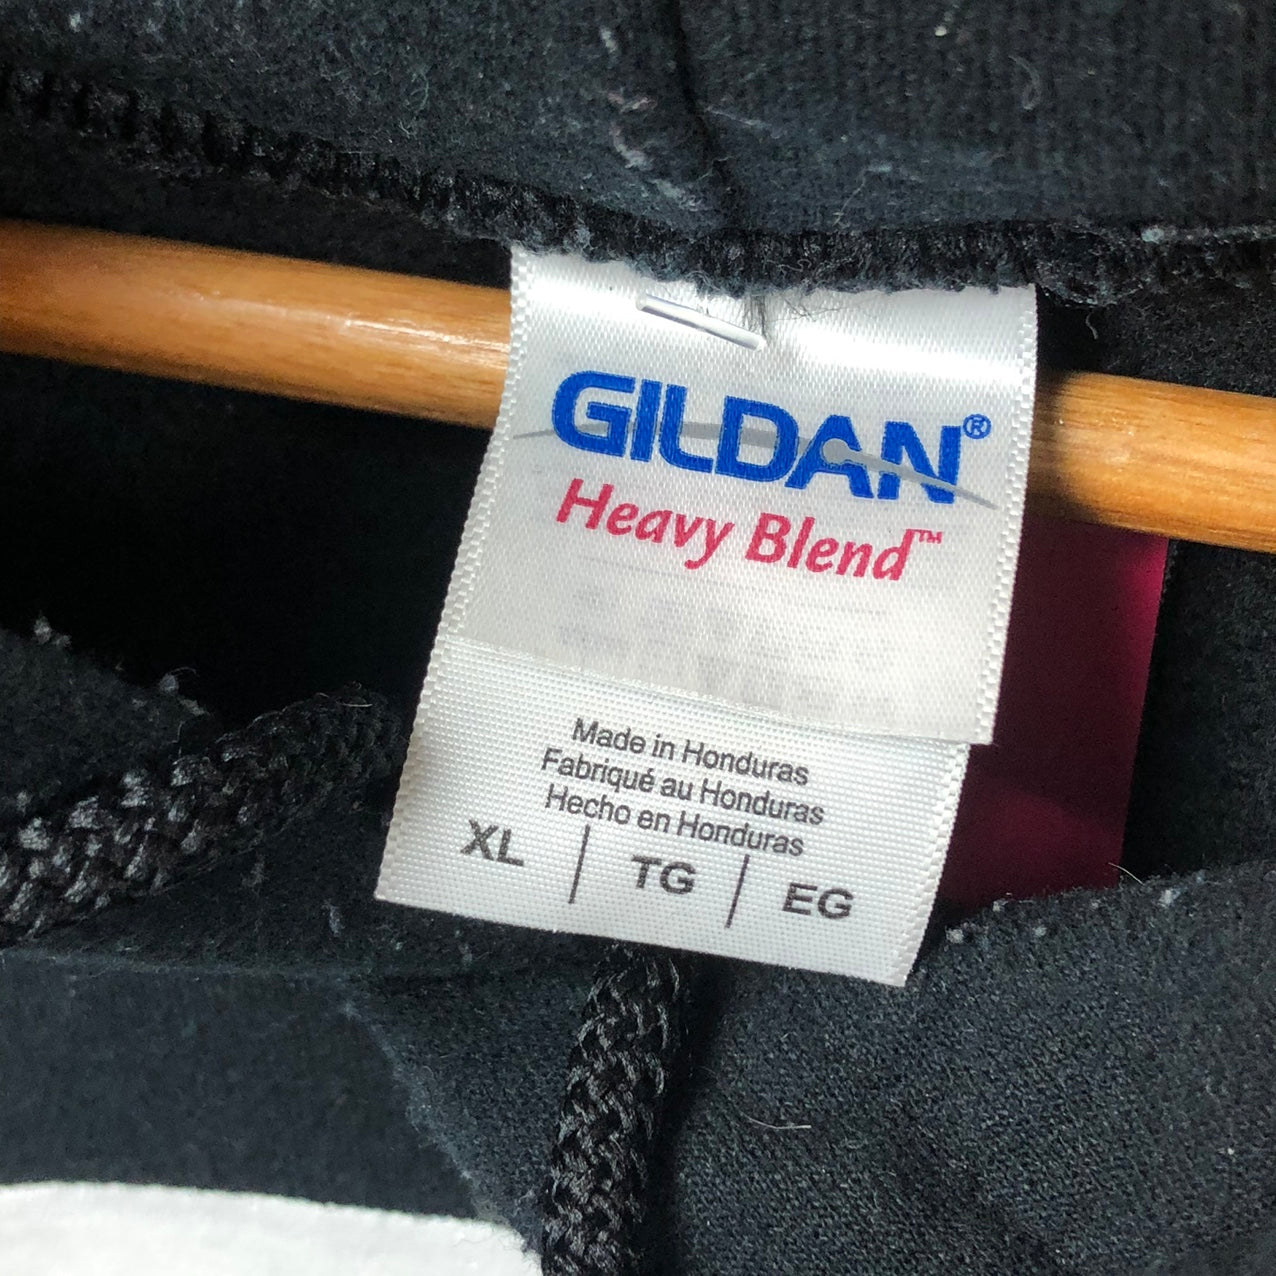 GILDAN®
Heavy Blend™
Made in Honduras
Fabriqué au Honduras
Hecho en Honduras
XL | TG | EG